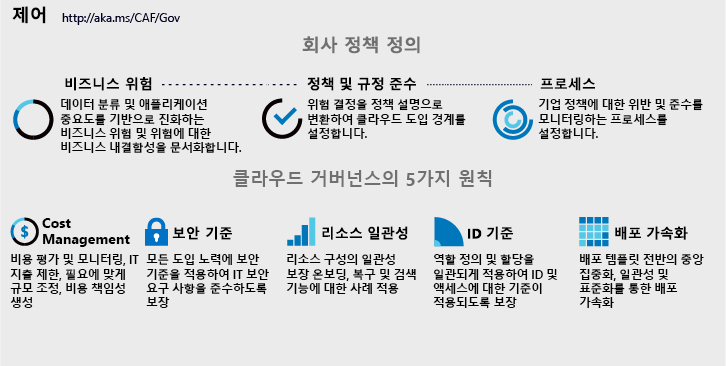 제어 http://aka.ms/CAF/Gov
회사 정책 정의
비즈니스 위험
데이터 분류 및 애플리케이션
중요도를 기반으로 진화하는
비즈니스 위험 및 위험에 대한
비즈니스 내결함성을 문서화합니다.
정책 및 규정 준수
위험 결정을 정책 설명으로
변환하여 클라우드 도입 경계를
설정합니다.
프로세스
기업 정책에 대한 위반 및 준수를
모니터링하는 프로세스를
설정합니다.
클라우드 거버넌스의 5가지 원칙
$
Cost
Management
비용 평가 및 모니터링, IT
지출 제한, 필요에 맞게
규모 조정, 비용 책임성
생성
보안 기준
모든 도입 노력에 보안
기준을 적용하여 IT 보안
요구 사항을 준수하도록
보장
리소스 일관성
리소스 구성의 일관성
보장 온보딩, 복구 및 검색
기능에 대한 사례 적용
ID 기준
역할 정의 및 할당을
일관되게 적용하여 ID 및
액세스에 대한 기준이
적용되도록 보장
배포 가속화
배포 템플릿 전반의 중앙
집중화, 일관성 및
표준화를 통한 배포
가속화